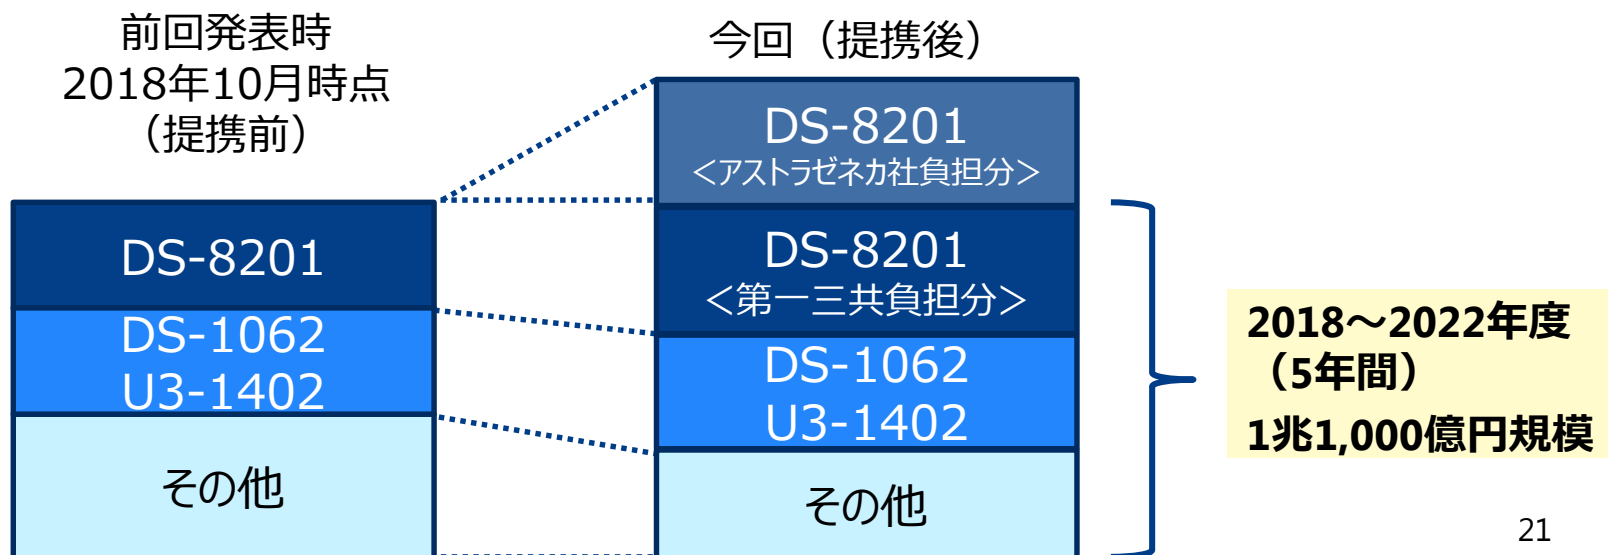 前回発表時
2018年10月時点
（提携前）
DS-8201
DS-1062
U3-1402
その他
今回（提携後）
DS-8201
＜アストラゼネカ社負担分＞
DS-8201
＜第一三共負担分＞
DS-1062
U3-1402
その他
2018～2022年度
（5年間）
1兆1,000億円規模
21